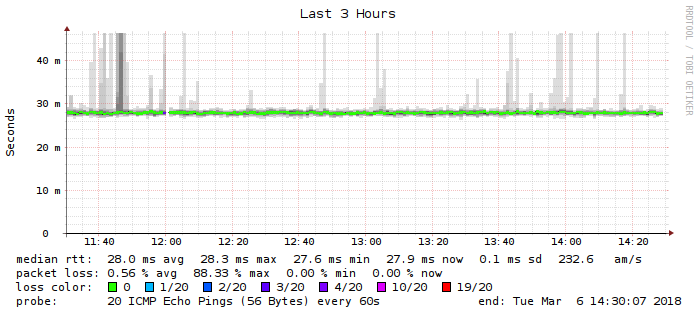 Last 3 Hours
RRDTOOL / TOBI OETIKER
Seconds
40 m
30 m
20 m
10 m
0
11:40 12:00 12:20 12:40 13:00 13:20 13:40 14:00 14:20
median rtt: 28.0 ms avg 28.3 ms max 27.6 ms min 27.9 ms now 0.1 ms sd 232.6 am/s
packet loss: 0.56 % avg 88.33 % max 0.00 % min 0.00 % now
loss color: 0 1/20 2/20 3/20 4/20 10/20 19/20
probe: 20 ICMP Echo Pings (56 Bytes) every 60s end: Tue Mar 6 14:30:07 2018